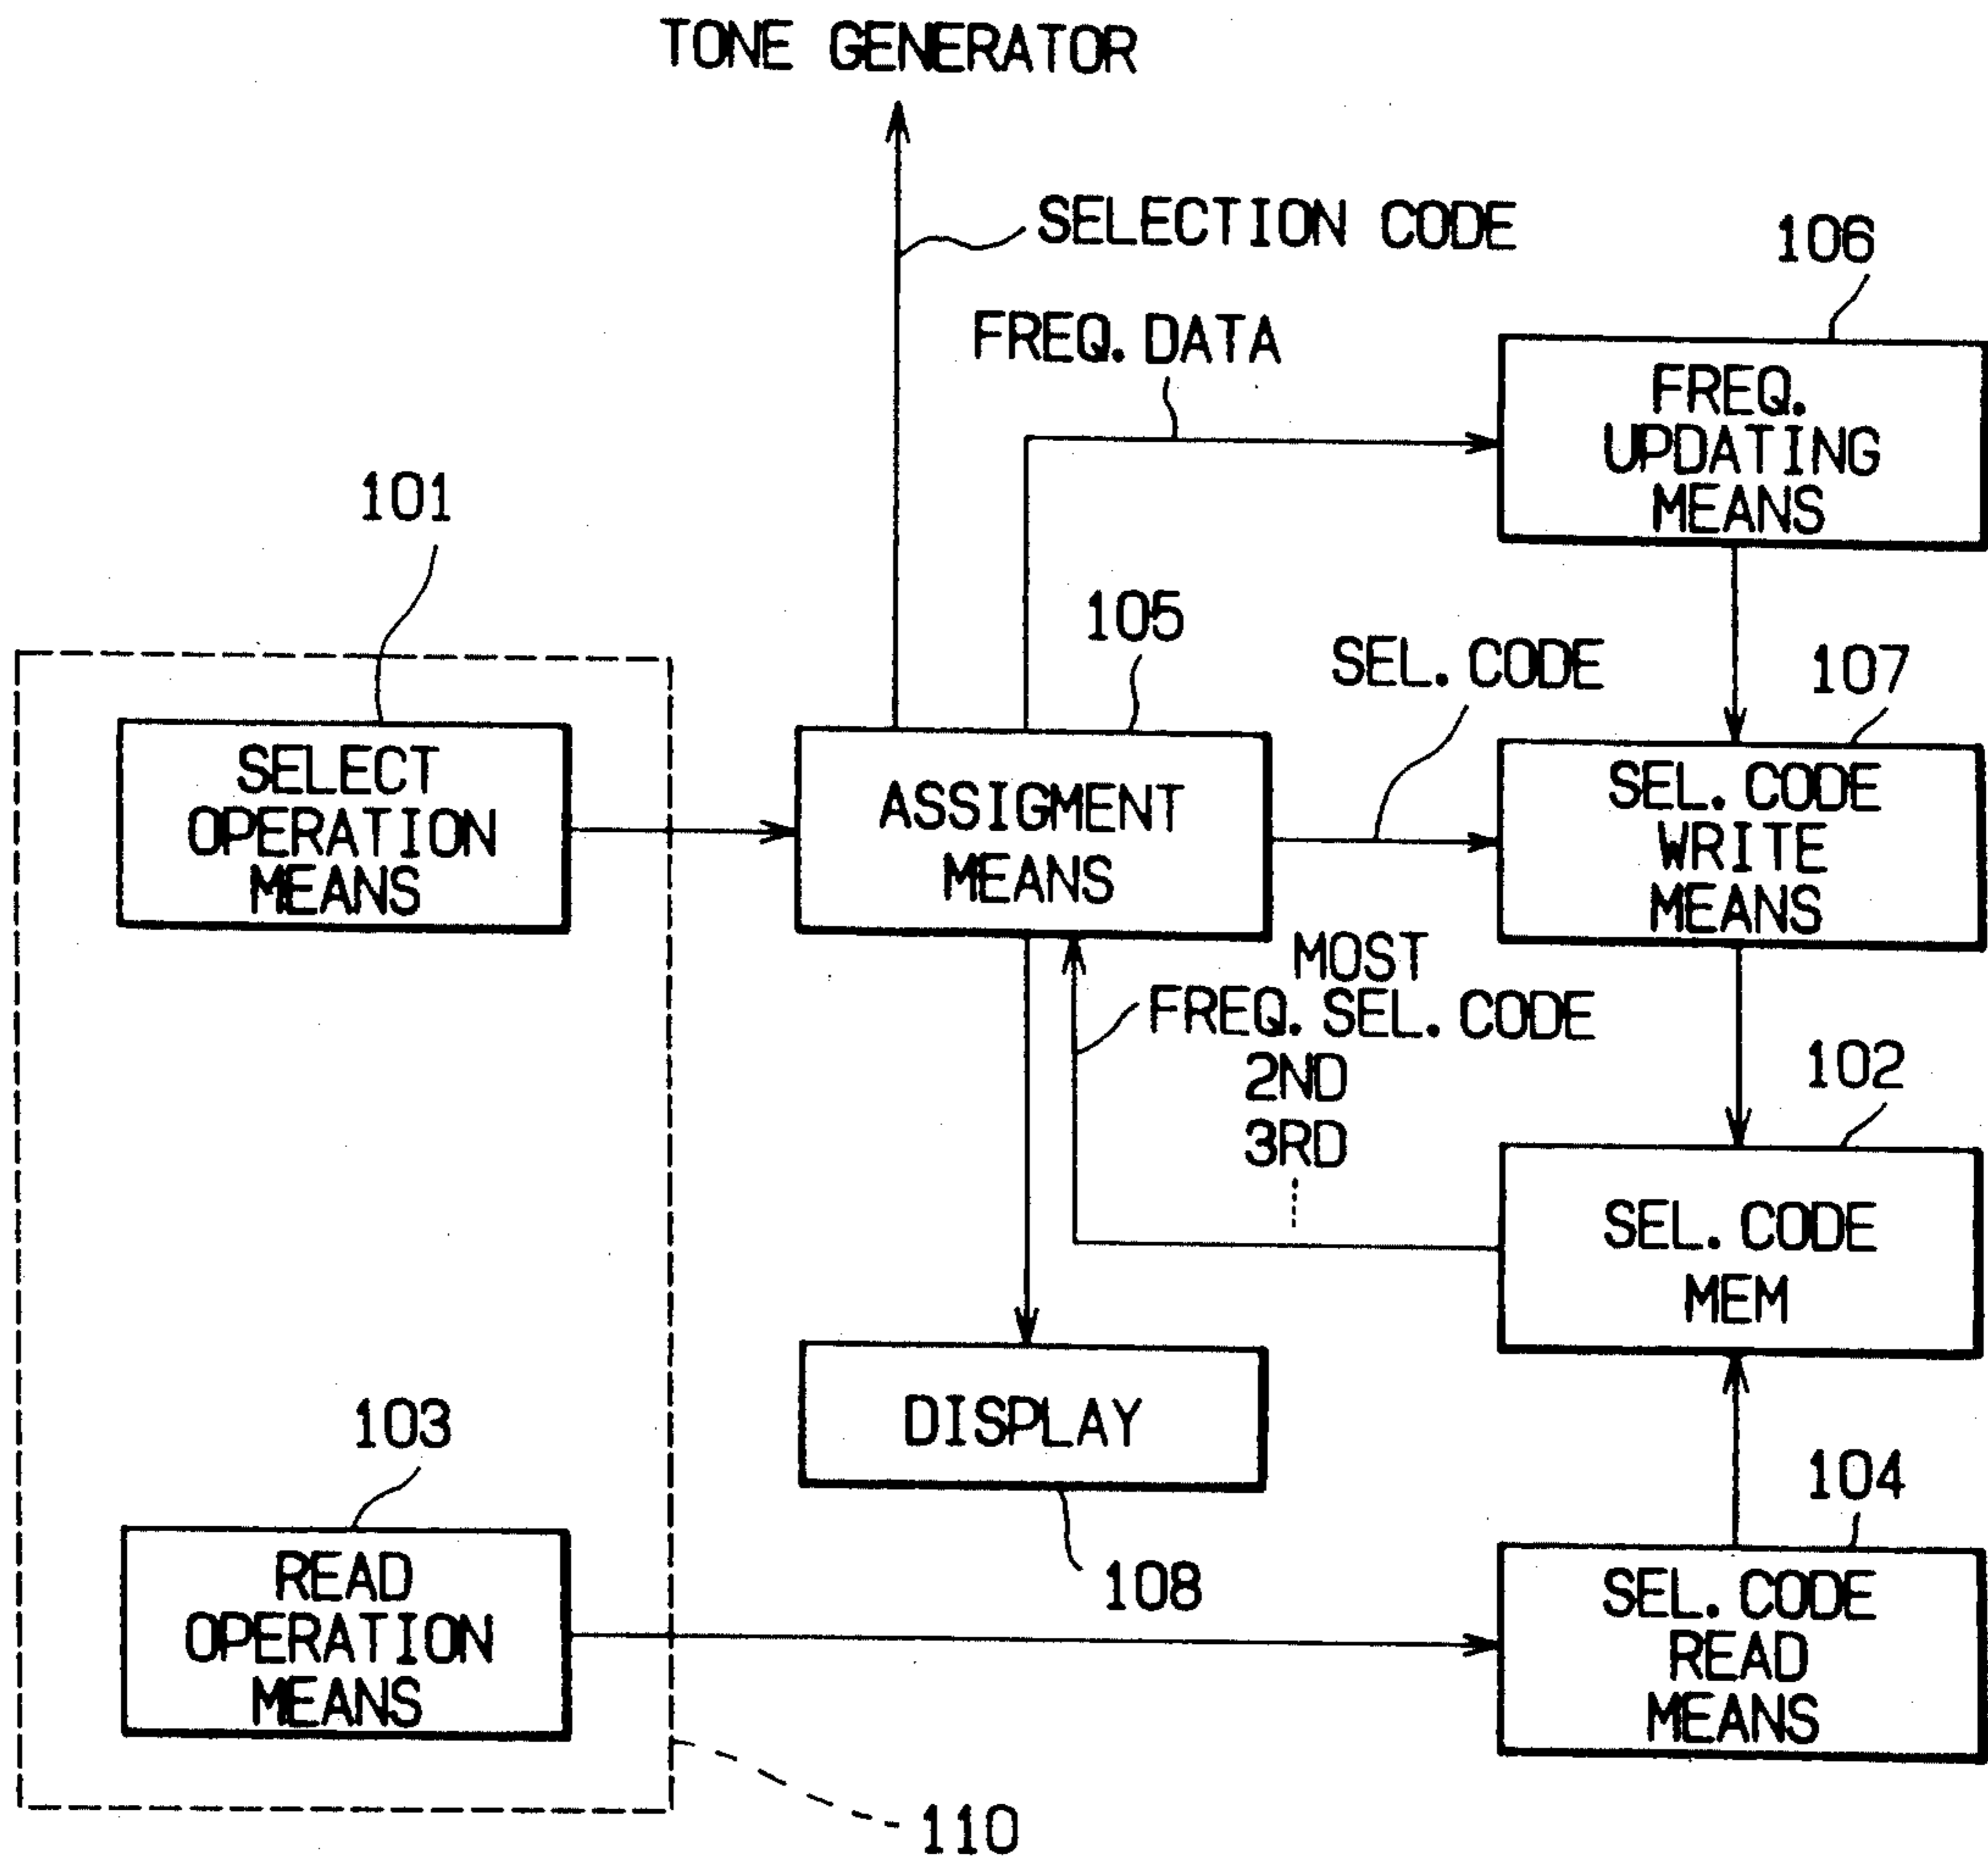 TONE GENERATOR
SELECTION CODE
106
FREQ. DATA
FREQ.
UPDATING
MEANS
101
105
SEL. CODE
107
SELECT
OPERATION
MEANS
ASSIGMENT
MEANS
SEL. CODE
WRITE
MEANS
MOST
FREQ. SEL. CODE
2ND
3RD
102
SEL. CODE
MEM
103
DISPLAY
104
READ
OPERATION
MEANS
108
SEL. CODE
READ
MEANS
110